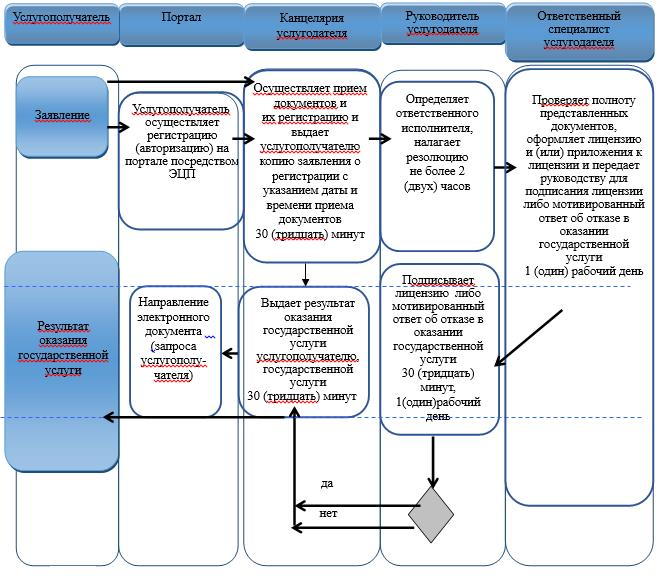 Услугополучатель
Портал
Канцелярия
услугодателя
Руководитель
услугодателя
Ответственный
специалист
услугодателя
Заявление
Услугополучатель
осуществляет
регистрацию
(авторизацию) на
портале посредством
ЭЦП
Осуществляет прием
документов и
их регистрацию и
выдает
услугополучателю
копию заявления о
регистрации с
указанием даты и
времени приема
документов
30 (тридцать) минут
Определяет
ответственного
исполнителя,
налагает
резолюцию
не более 2
(двух) часов
Проверяет полноту
представленных
документов,
оформляет лицензию
и (или) приложения к
лицензии и передает
руководству для
подписания лицензии
либо мотивированный
ответ об отказе в
оказании
государственной
услуги
1 (один) рабочий день
Результат
оказания
государственной
услуги
Направление
электронного
документа
(запроса
услугополу-
чателя)
Выдает результат
оказания
государственной
услуги
услугополучателю,
государственной
услуги
30 (тридцать) минут
Подписывает
лицензию либо
мотивированный
ответ об отказе в
оказании
государственной
услуги
30 (тридцать)
минут,
1(один)рабочий
день
да
нет